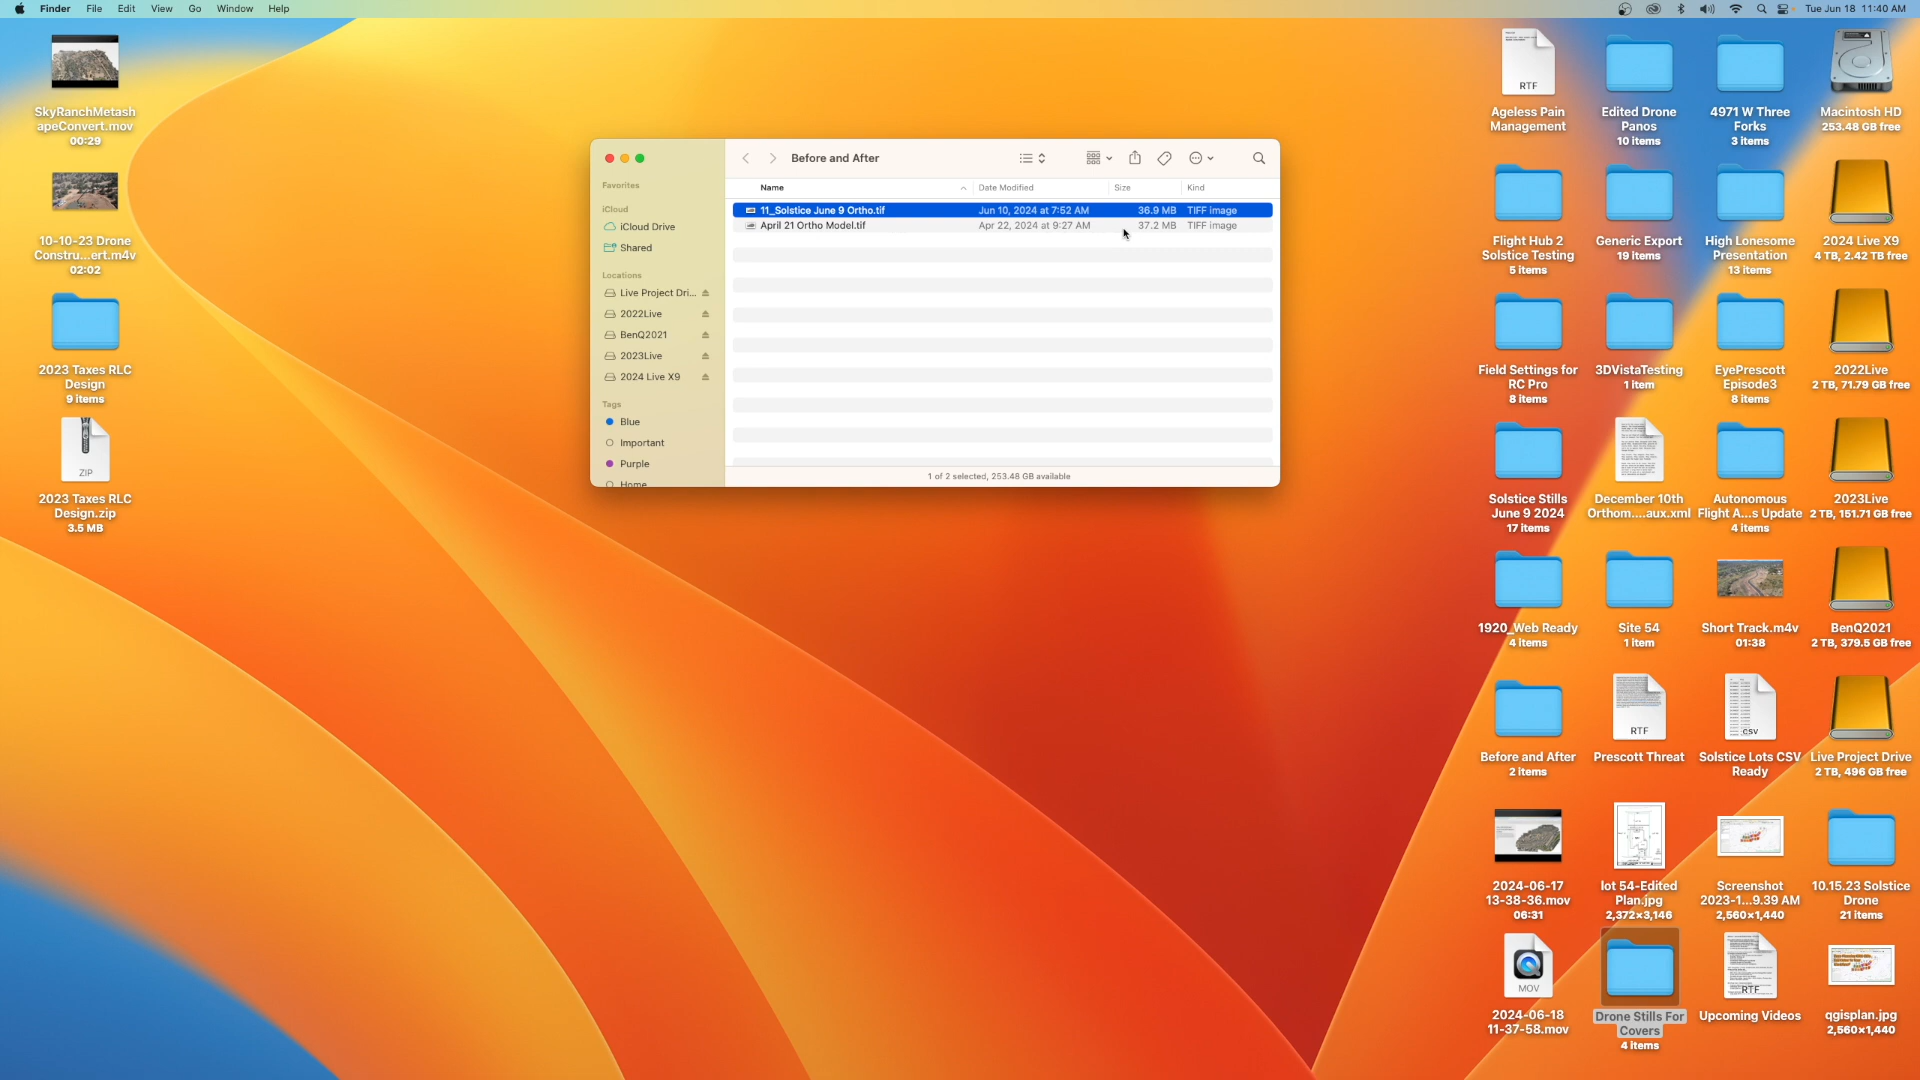 Finder File Edit View Go Window Help
Tue Jun 18 11:40 AM
SkyRanchMetash
apeConvert.mov
00:29
10-10-23 Drone
Constru...ert.m4v
02:02
2023 Taxes RLC
Design
9 items
ZIP
2023 Taxes RLC
Design.zip
3.5 MB
Before and After
Favorites
iCloud
iCloud Drive
Shared
Locations
Live Project Dri...
2022Live
BenQ2021
2023Live
2024 Live X9
Tags
Blue
Important
Purple
Home
Name Date Modified Size Kind
11_Solstice June 9 Ortho.tif Jun 10, 2024 at 7:52 AM 36.9 MB TIFF image
April 21 Ortho Model.tif Apr 22, 2024 at 9:27 AM 37.2 MB TIFF image
1 of 2 selected, 253.48 GB available
RTF
Ageless Pain
Management
Edited Drone
Panos
10 items
4971 W Three
Forks
3 items
Macintosh HD
253.48 GB free
Flight Hub 2
Solstice Testing
5 items
Generic Export
19 items
High Lonesome
Presentation
13 items
2024 Live X9
4 TB, 2.42 TB free
Field Settings for
RC Pro
8 items
3DVistaTesting
1 item
EyePrescott
Episode3
8 items
2022Live
2 TB, 71.79 GB free
Solstice Stills
June 9 2024
17 items
December 10th
Orthom....aux.xml
Autonomous
Flight A...s Update
4 items
2023Live
2 TB, 151.71 GB free
1920_Web Ready
4 items
Site 54
1 item
Short Track.m4v
01:38
BenQ2021
2 TB, 379.5 GB free
Before and After
2 items
RTF
Prescott Threat
CSV
Solstice Lots CSV
Ready
Live Project Drive
2 TB, 496 GB free
2024-06-17
13-38-36.mov
06:31
lot 54-Edited
Plan.jpg
2,372×3,146
Screenshot
2023-1...9.39 AM
2,560×1,440
10.15.23 Solstice
Drone
21 items
MOV
2024-06-18
11-37-58.mov
Drone Stills For
Covers
4 items
RTF
Upcoming Videos
qgisplan.jpg
2,560×1,440